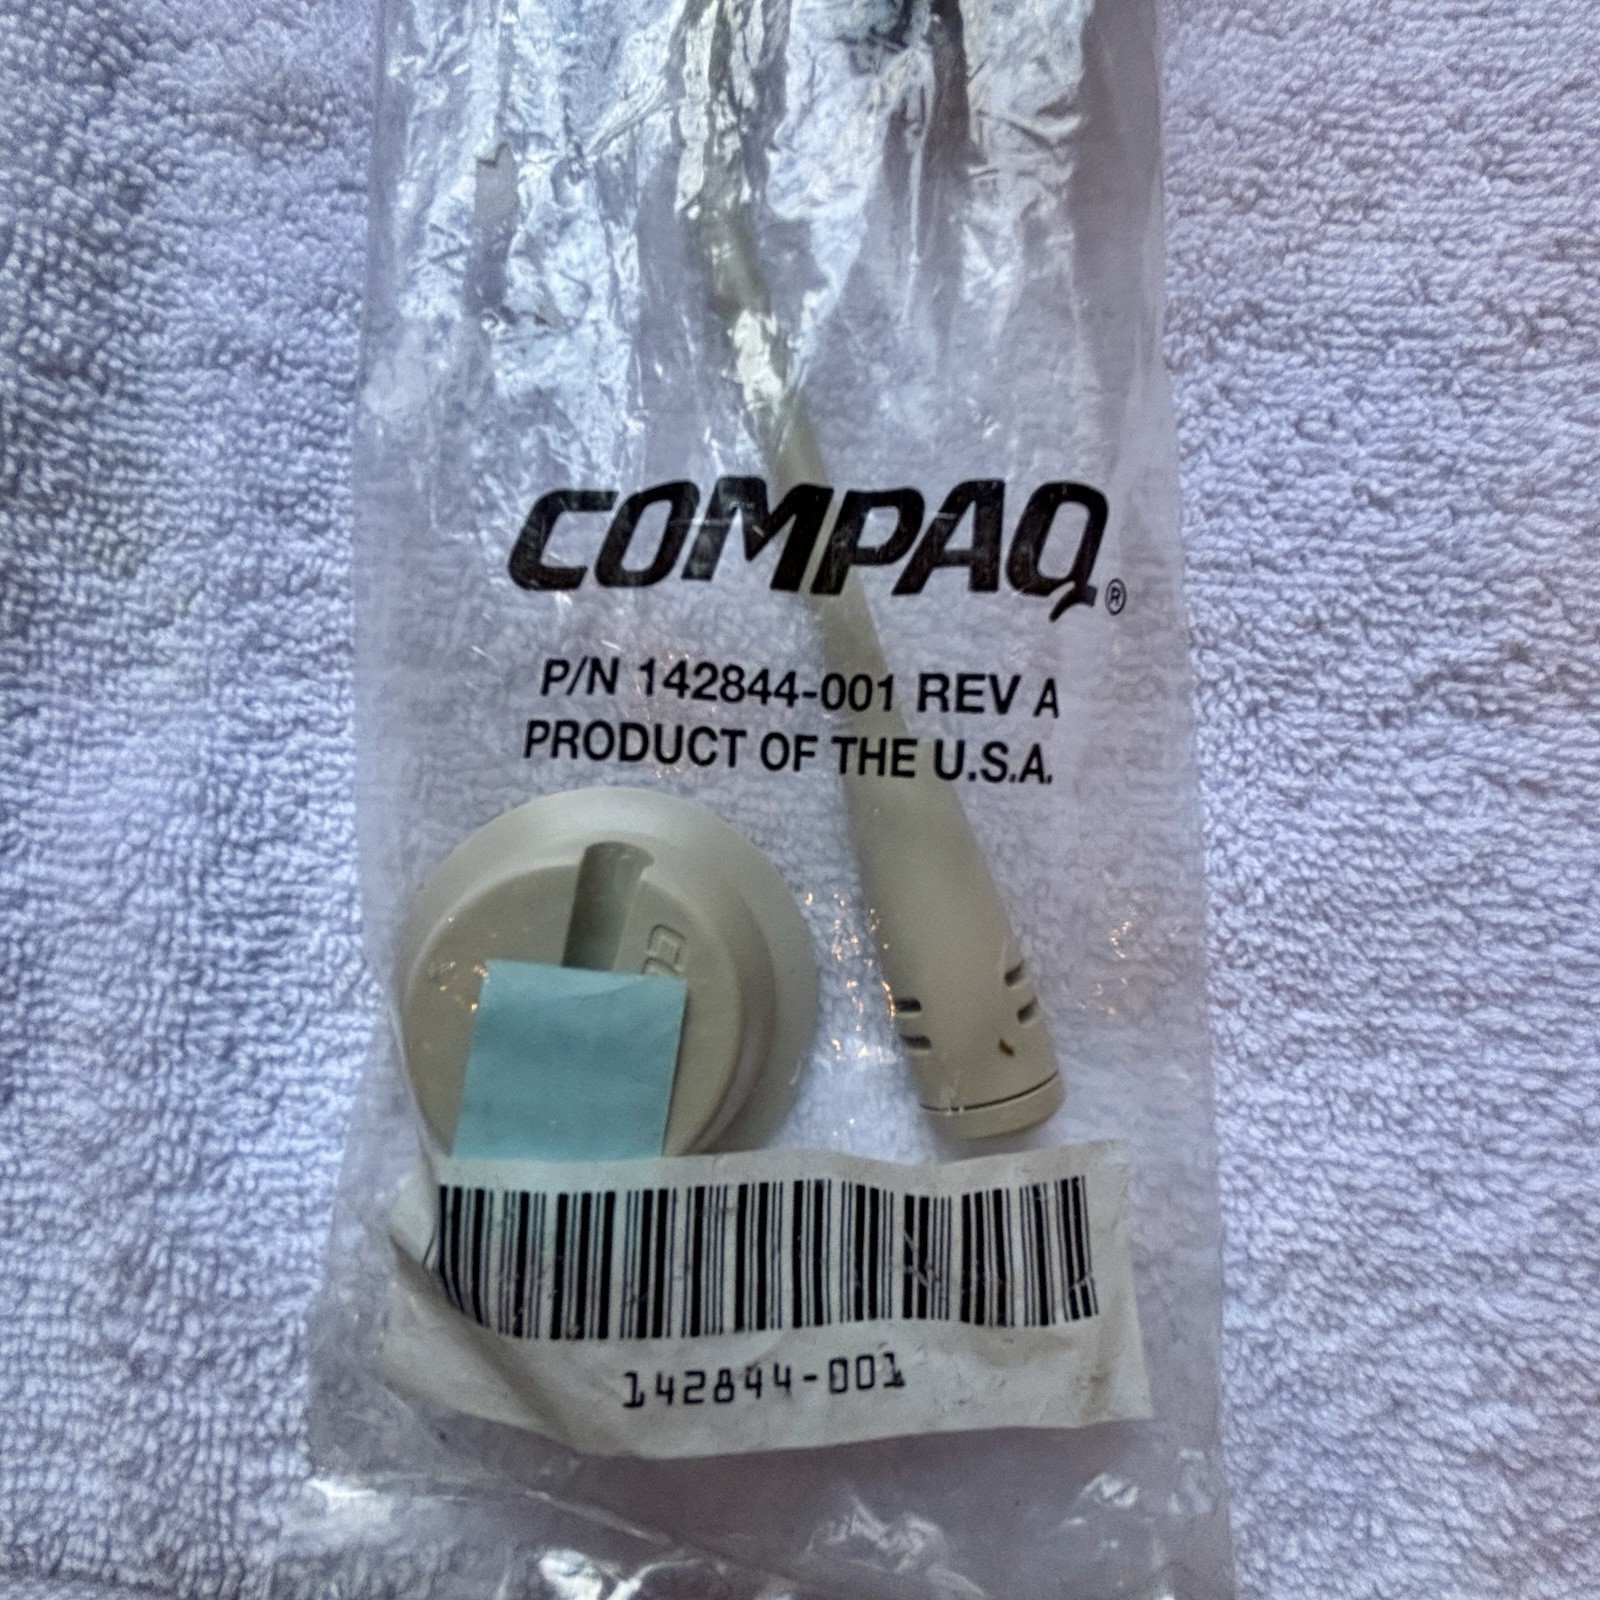 COMPAQ®
P/N 142844-001 REV A
PRODUCT OF THE U.S.A.
142844-001